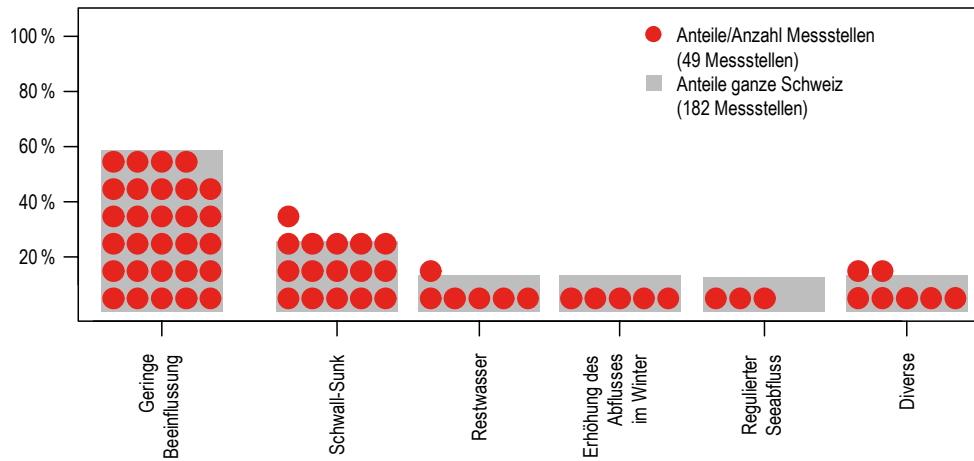 100 %
80 %
60 %
40 %
20 %
Anteile/Anzahl Messstellen
(49 Messstellen)
Anteile ganze Schweiz
(182 Messstellen)
Geringe
Beeinflussung
Schwall-Sunk
Restwasser
Erhöhung des
Abflusses
im Winter
Regulierter
Seeabfluss
Diverse